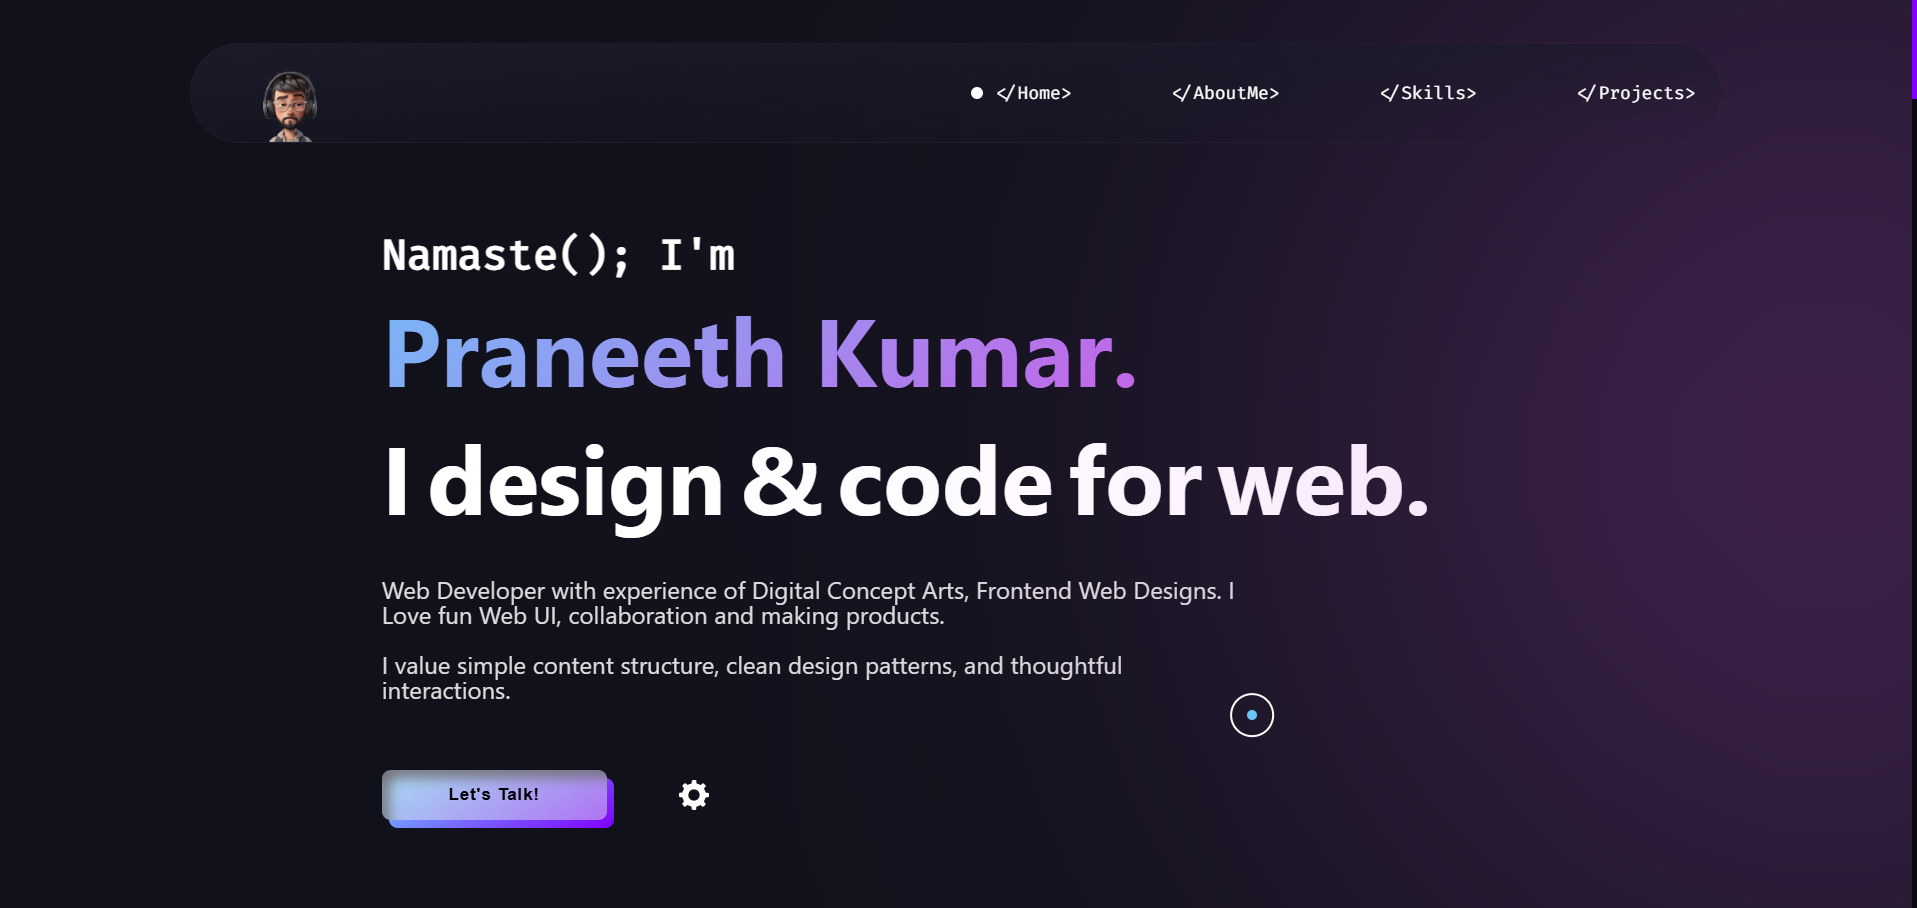 </Home>
</AboutMe>
</Skills>
</Projects>
Namaste(); I'm
Praneeth Kumar.
I design & code for web.
Web Developer with experience of Digital Concept Arts, Frontend Web Designs. I
Love fun Web UI, collaboration and making products.
I value simple content structure, clean design patterns, and thoughtful
interactions.
Let's Talk!